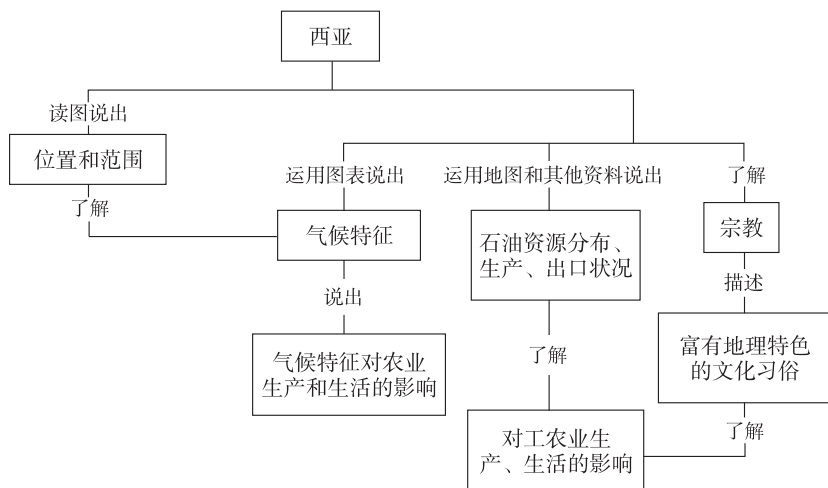 西亚
读图说出
位置和范围
运用图表说出
运用地图和其他资料说出
了解
了解
气候特征
石油资源分布、
生产、出口状况
宗教
说出
描述
气候特征对农业
生产和生活的影响
了解
富有地理特色
的文化习俗
对工农业生
产、生活的影响
了解